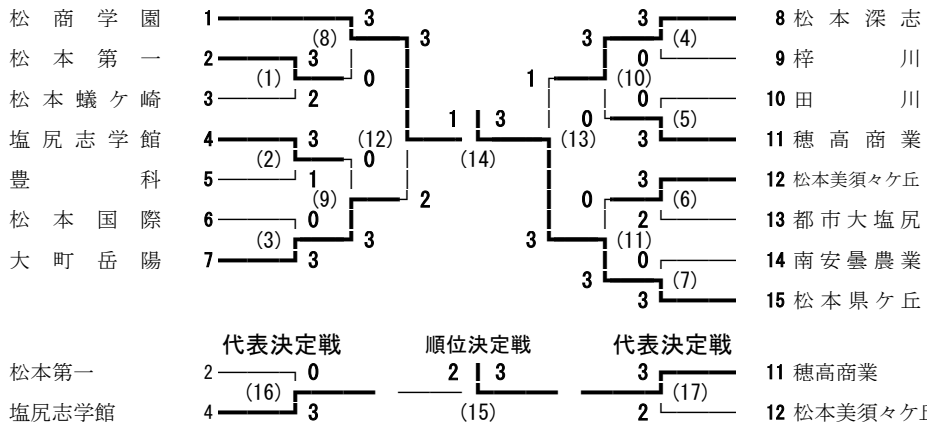 松商学園 1 3 8 松本深志
(8) 3 3 (4)
松本第一 2 3 0 9 梓川
(1) 0 1 (10)
松本蟻ケ崎 3 2 0 10 田川
1 3 0 (5)
塩尻志学館 4 3 (12) (14) (13) 3 11 穂高商業
(2) 0
豊科 5 1 3 12 松本美須々ケ丘
(9) 2 0 (6)
松本国際 6 0 2 13 都市大塩尻
(3) 3 3 (11)
大町岳陽 7 3 0 14 南安曇農業
3 (7)
3 15 松本県ケ丘
代表決定戦 順位決定戦 代表決定戦
松本第一 2 0 2 3 3 11 穂高商業
(16) (17)
塩尻志学館 4 3 (15) 2 12 松本美須々ケ